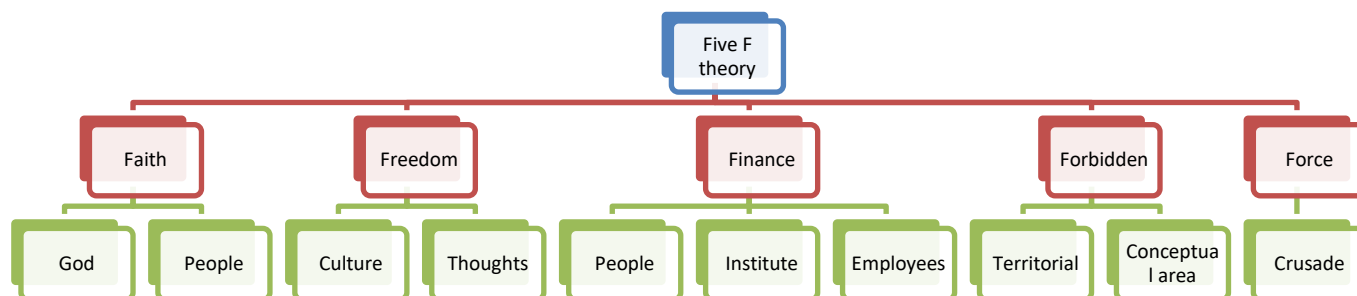 Five F
theory
Faith
Freedom
Finance
Forbidden
Force
God
People
Culture
Thoughts
People
Institute
Employees
Territorial
Conceptua
l area
Crusade